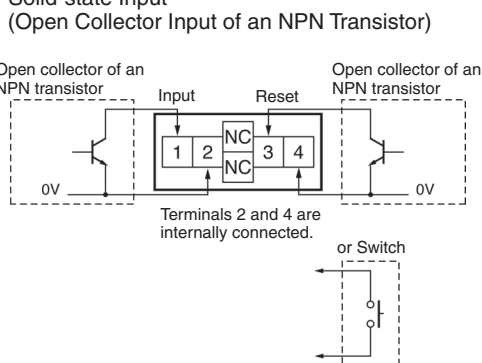 Solid-state Input
(Open Collector Input of an NPN Transistor)
Open collector of an
NPN transistor
Input
Reset
Open collector of an
NPN transistor
NC
1 2 3 4
NC
0V
0V
Terminals 2 and 4 are
internally connected.
or Switch